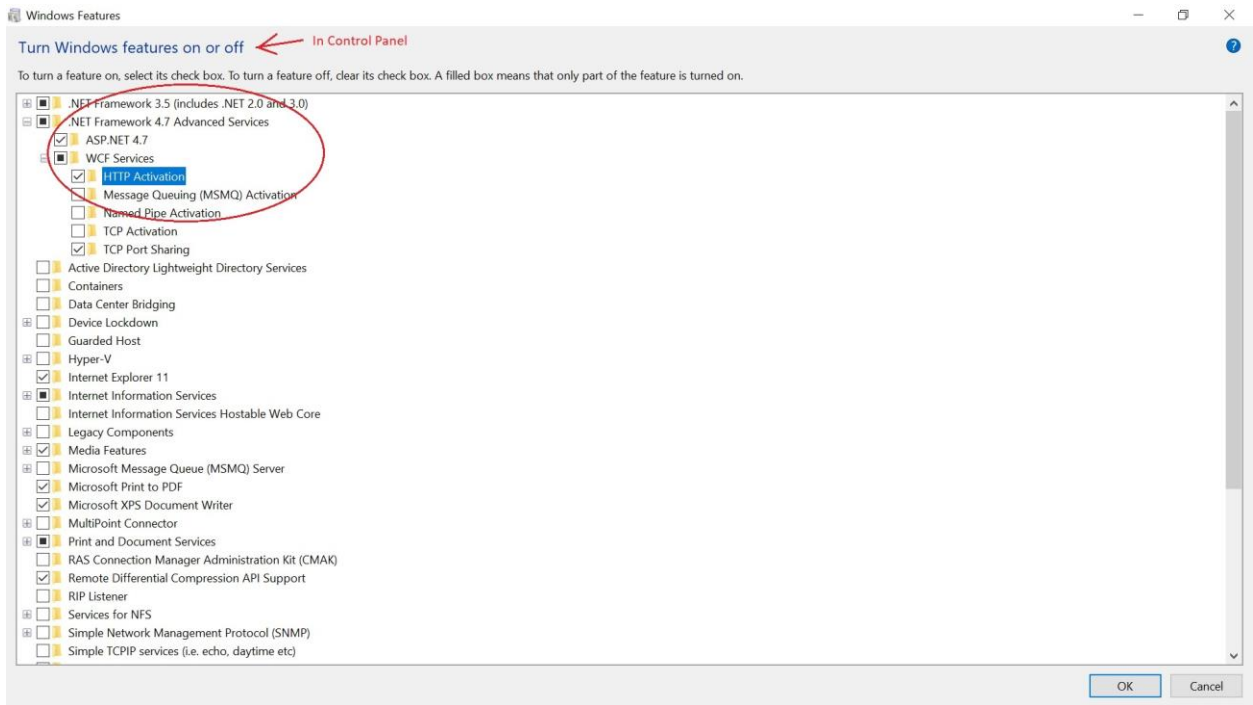 Windows Features
Turn Windows features on or off In Control Panel
To turn a feature on, select its check box. To turn a feature off, clear its check box. A filled box means that only part of the feature is turned on.
.NET Framework 3.5 (includes .NET 2.0 and 3.0)
.NET Framework 4.7 Advanced Services
ASP.NET 4.7
WCF Services
HTTP Activation
Message Queuing (MSMQ) Activation
Named Pipe Activation
TCP Activation
TCP Port Sharing
Active Directory Lightweight Directory Services
Containers
Data Center Bridging
Device Lockdown
Guarded Host
Hyper-V
Internet Explorer 11
Internet Information Services
Internet Information Services Hostable Web Core
Legacy Components
Media Features
Microsoft Message Queue (MSMQ) Server
Microsoft Print to PDF
Microsoft XPS Document Writer
MultiPoint Connector
Print and Document Services
RAS Connection Manager Administration Kit (CMAK)
Remote Differential Compression API Support
RIP Listener
Services for NFS
Simple Network Management Protocol (SNMP)
Simple TCPIP services (i.e. echo, daytime etc)
OK Cancel